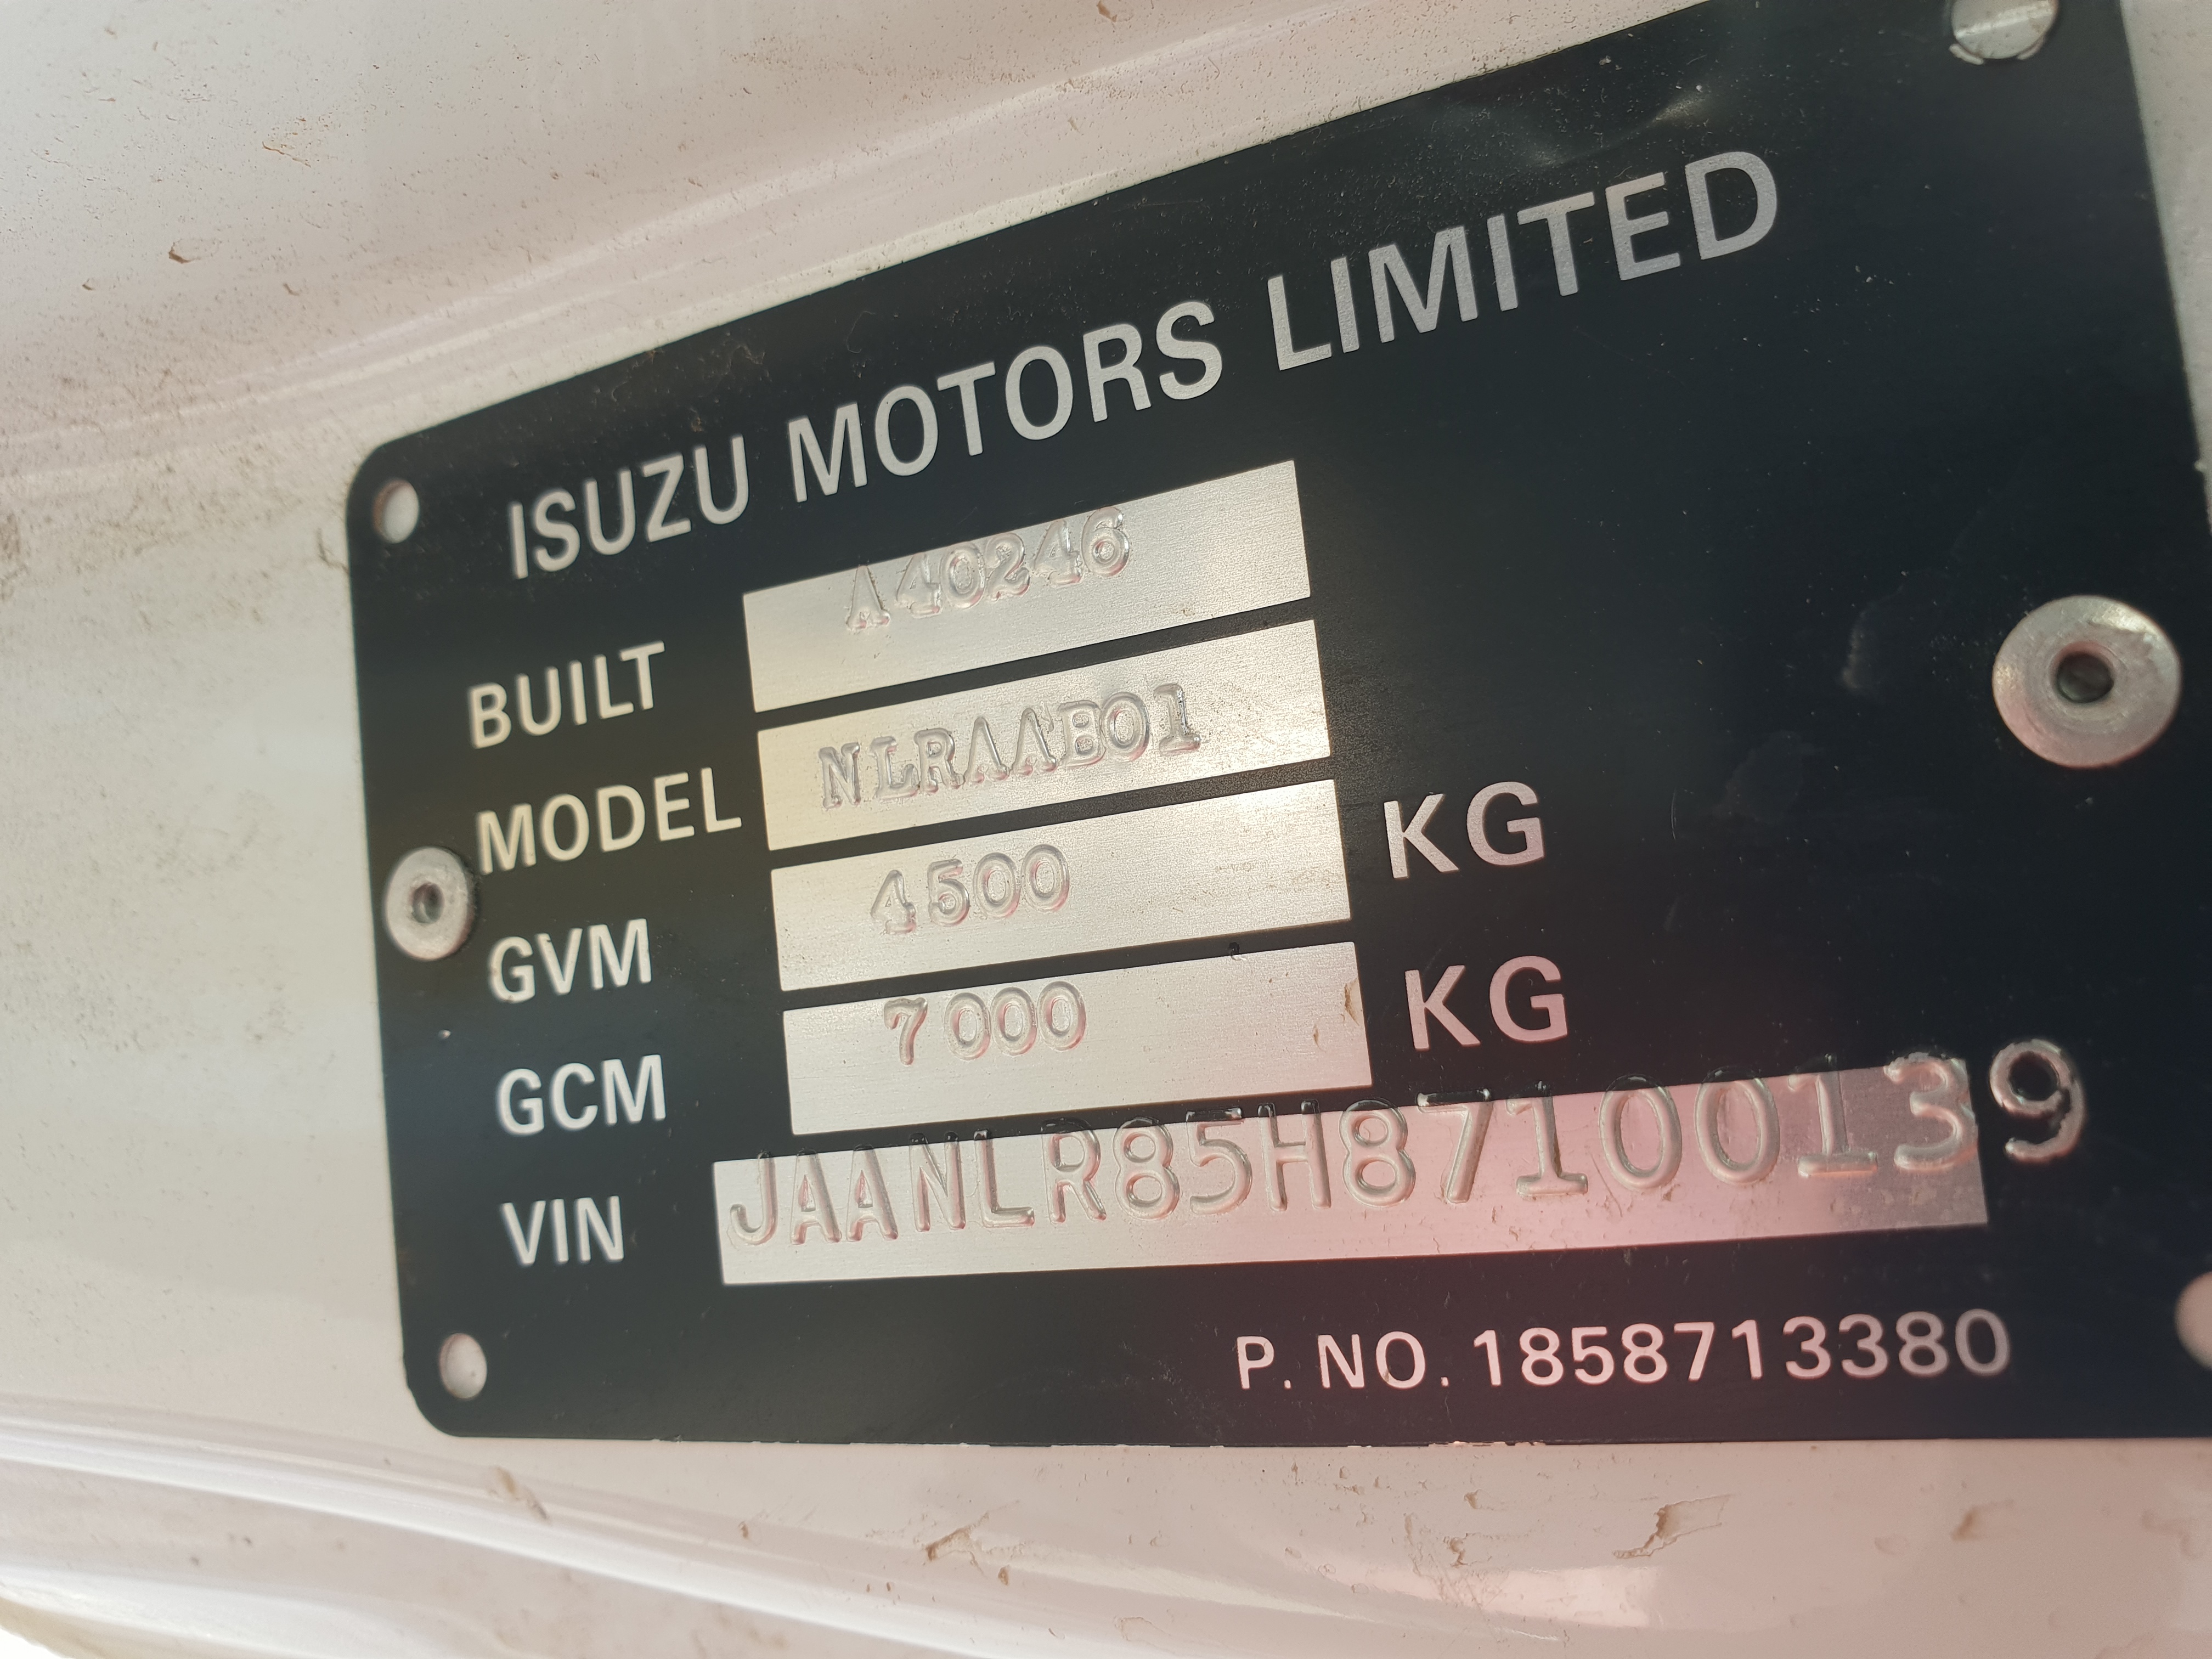 ISUZU MOTORS LIMITED
BUILT A40246
MODEL NLRAAB01
GVM 4500 KG
GCM 7000 KG
VIN JAANLR85H87100139
P. NO. 1858713380